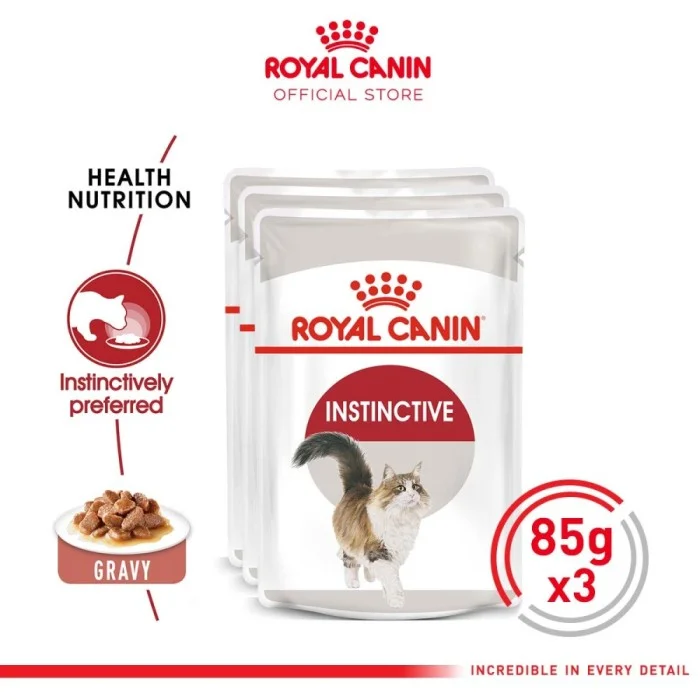 ROYAL CANIN
OFFICIAL STORE
HEALTH
NUTRITION
Instinctively
preferred
GRAVY
ROYAL CANIN®
INSTINCTIVE
85g
x3
INCREDIBLE IN EVERY DETAIL